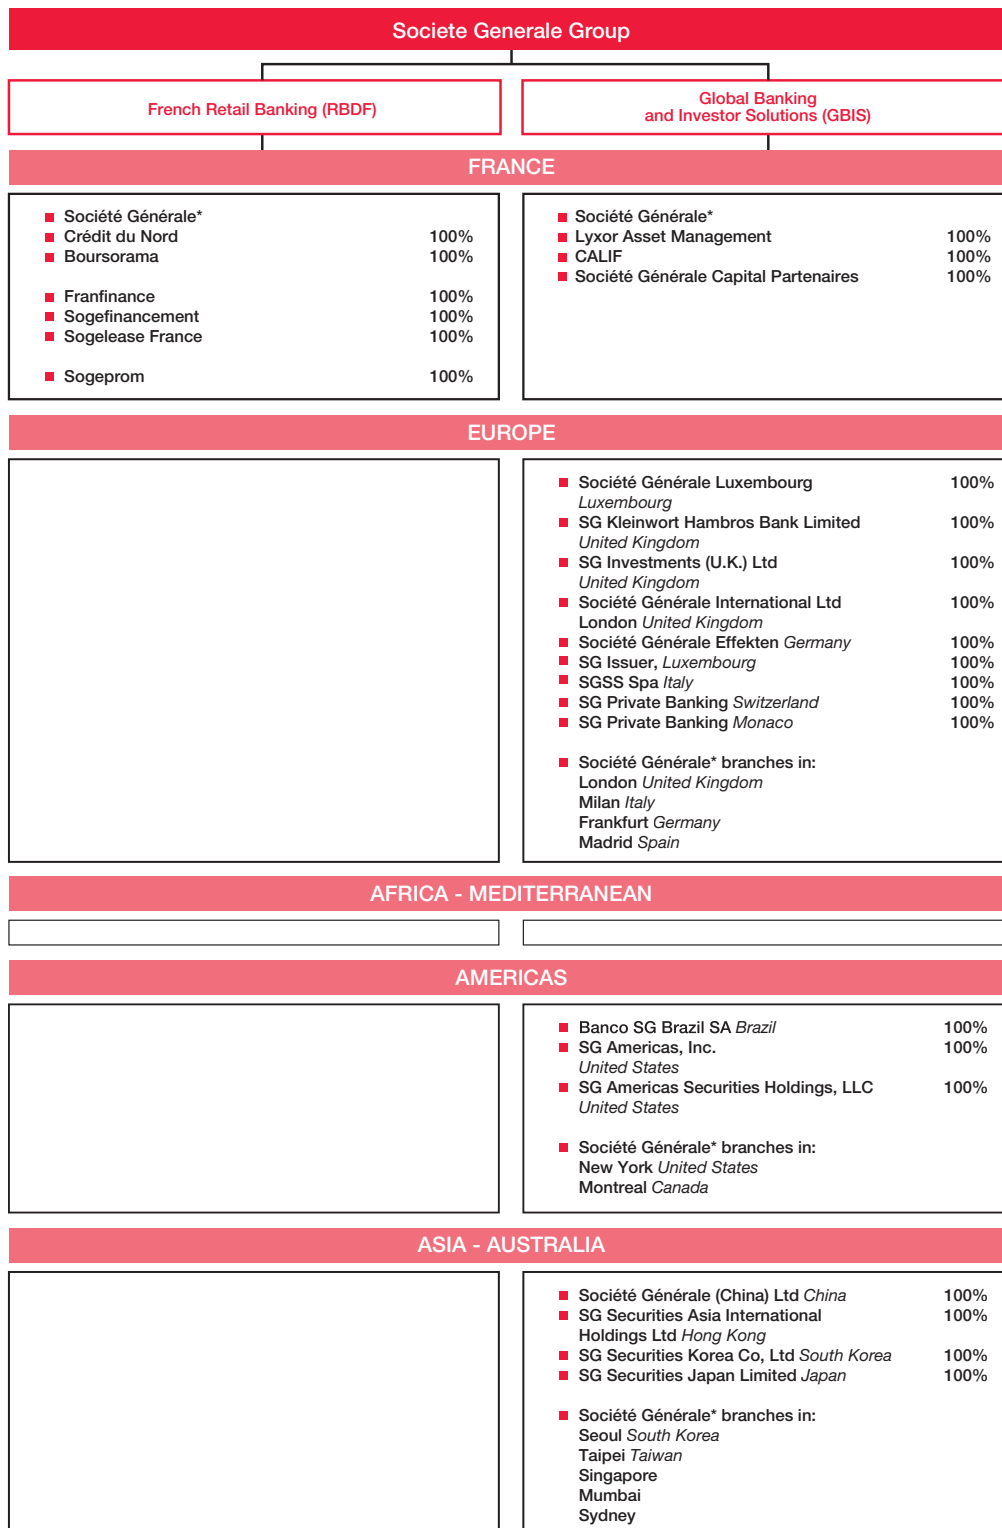 Societe Generale Group
French Retail Banking (RBDF)
Global Banking
and Investor Solutions (GBIS)
FRANCE
Société Générale*
Crédit du Nord 100%
Boursorama 100%
Franfinance 100%
Sogefinancement 100%
Sogelease France 100%
Sogeprom 100%
Société Générale*
Lyxor Asset Management 100%
CALIF 100%
Société Générale Capital Partenaires 100%
EUROPE
Société Générale Luxembourg 100%
Luxembourg
SG Kleinwort Hambros Bank Limited 100%
United Kingdom
SG Investments (U.K.) Ltd 100%
United Kingdom
Société Générale International Ltd 100%
London United Kingdom
Société Générale Effekten Germany 100%
SG Issuer, Luxembourg 100%
SGSS Spa Italy 100%
SG Private Banking Switzerland 100%
SG Private Banking Monaco 100%
Société Générale* branches in:
London United Kingdom
Milan Italy
Frankfurt Germany
Madrid Spain
AFRICA - MEDITERRANEAN
AMERICAS
Banco SG Brazil SA Brazil 100%
SG Americas, Inc. 100%
United States
SG Americas Securities Holdings, LLC 100%
United States
Société Générale* branches in:
New York United States
Montreal Canada
ASIA - AUSTRALIA
Société Générale (China) Ltd China 100%
SG Securities Asia International 100%
Holdings Ltd Hong Kong
SG Securities Korea Co, Ltd South Korea 100%
SG Securities Japan Limited Japan 100%
Société Générale* branches in:
Seoul South Korea
Taipei Taiwan
Singapore
Mumbai
Sydney